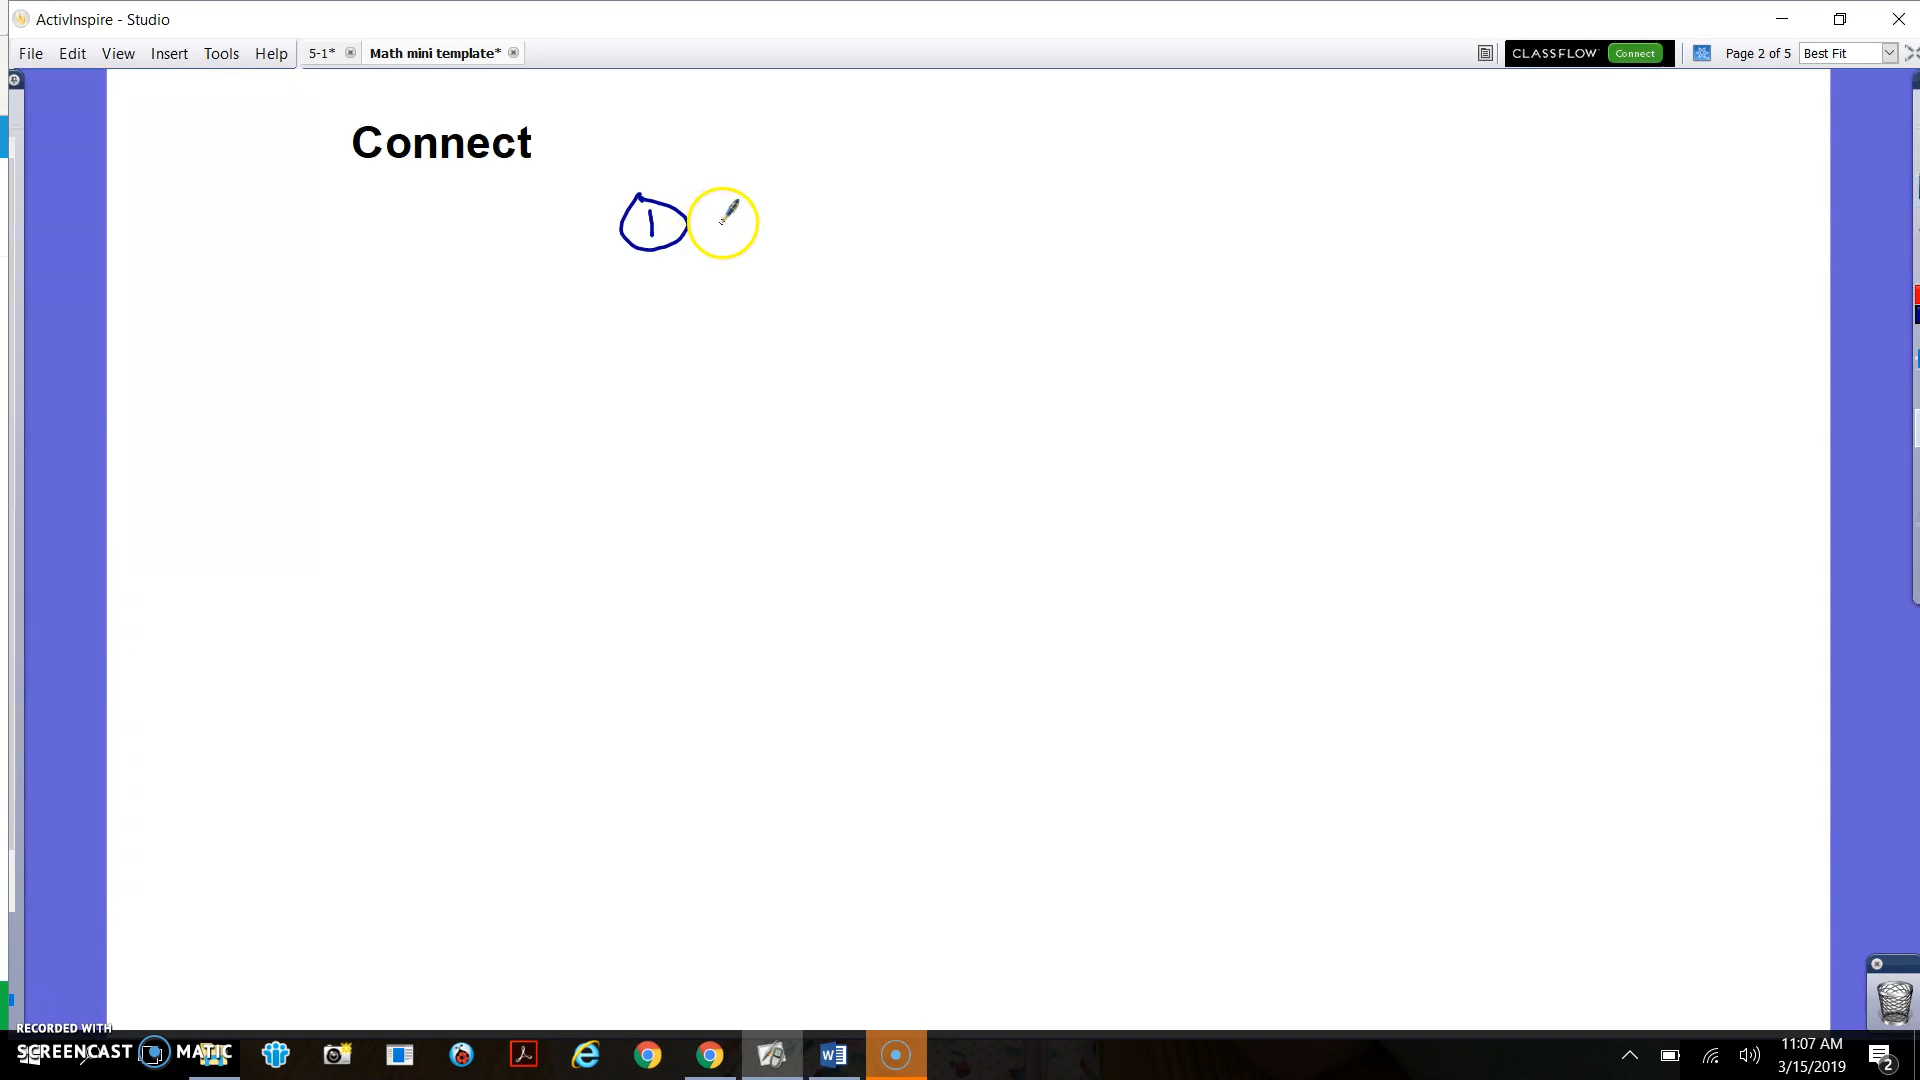 ActivInspire - Studio
File Edit View Insert Tools Help 5-1* Math mini template* CLASSFLOW Connect Page 2 of 5 Best Fit
Connect
1
RECORDED WITH
SCREENCAST MATIC
11:07 AM
3/15/2019
2